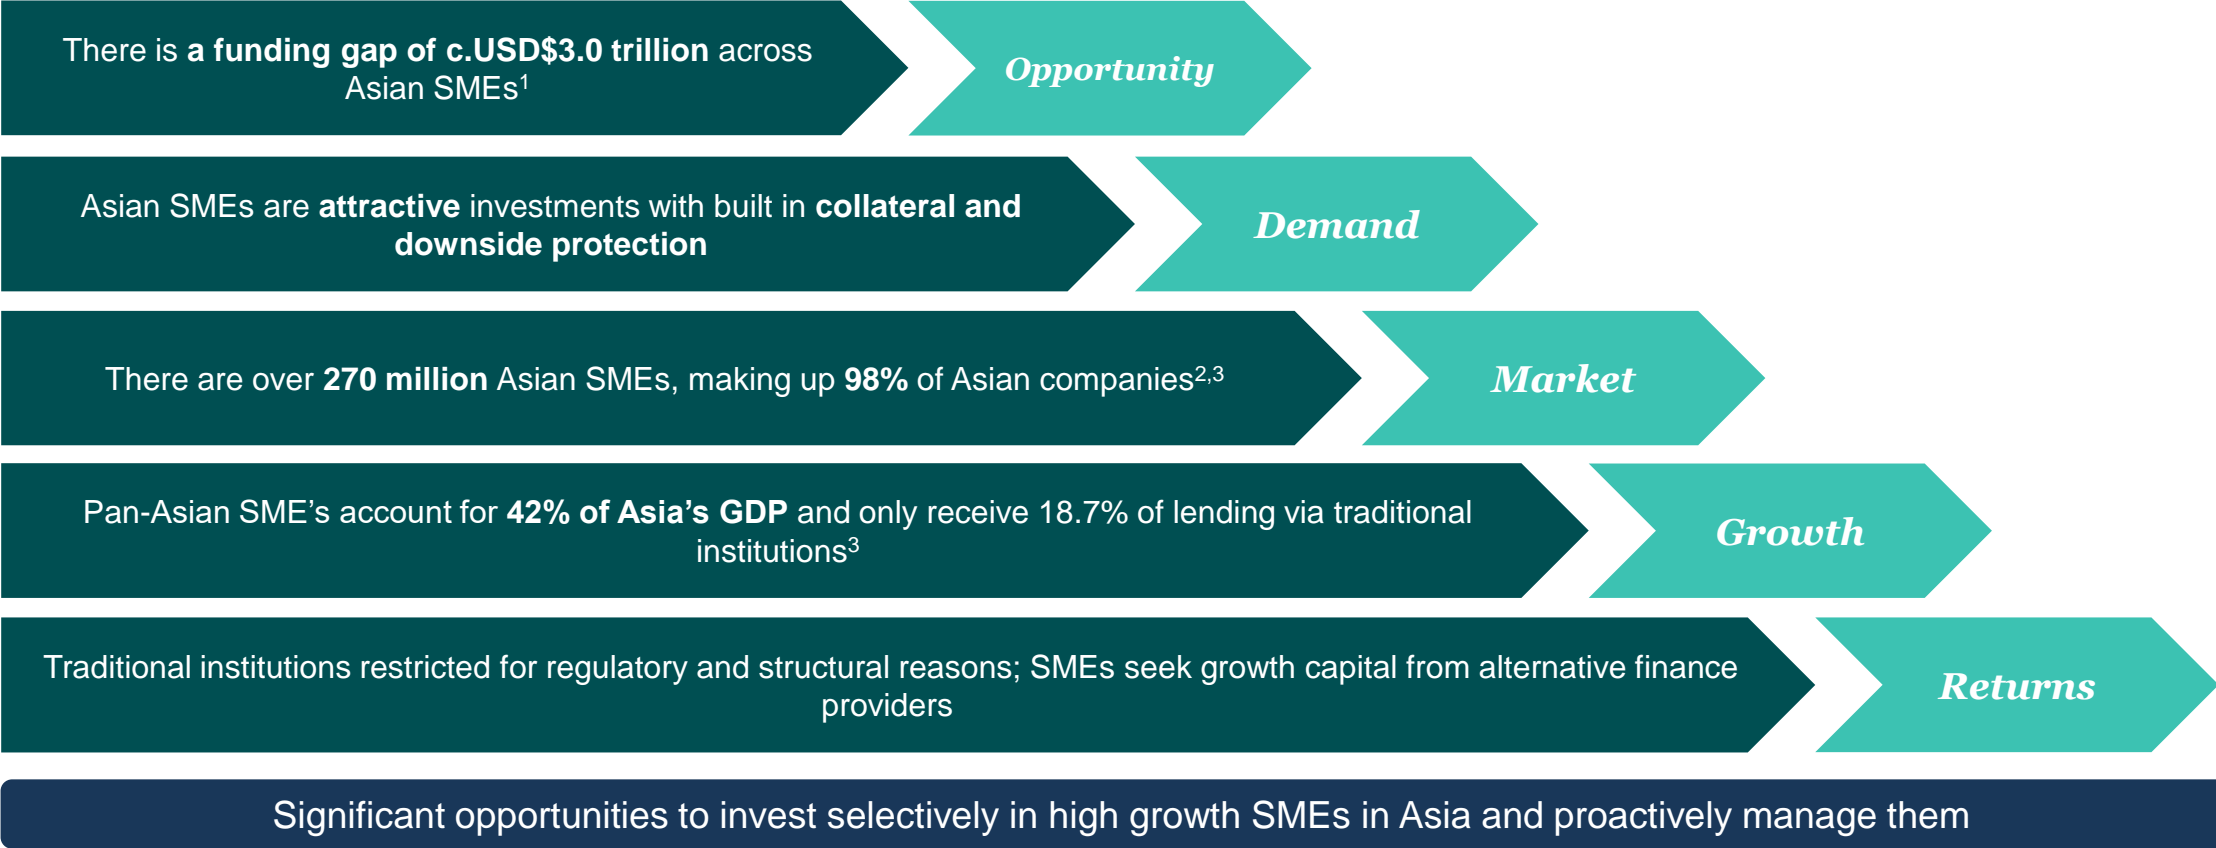 There is a funding gap of c.USD$3.0 trillion across
Asian SMEs¹
Opportunity
Asian SMEs are attractive investments with built in collateral and
downside protection
Demand
There are over 270 million Asian SMEs, making up 98% of Asian companies²,³
Market
Pan-Asian SME’s account for 42% of Asia’s GDP and only receive 18.7% of lending via traditional
institutions³
Growth
Traditional institutions restricted for regulatory and structural reasons; SMEs seek growth capital from alternative finance
providers
Returns
Significant opportunities to invest selectively in high growth SMEs in Asia and proactively manage them